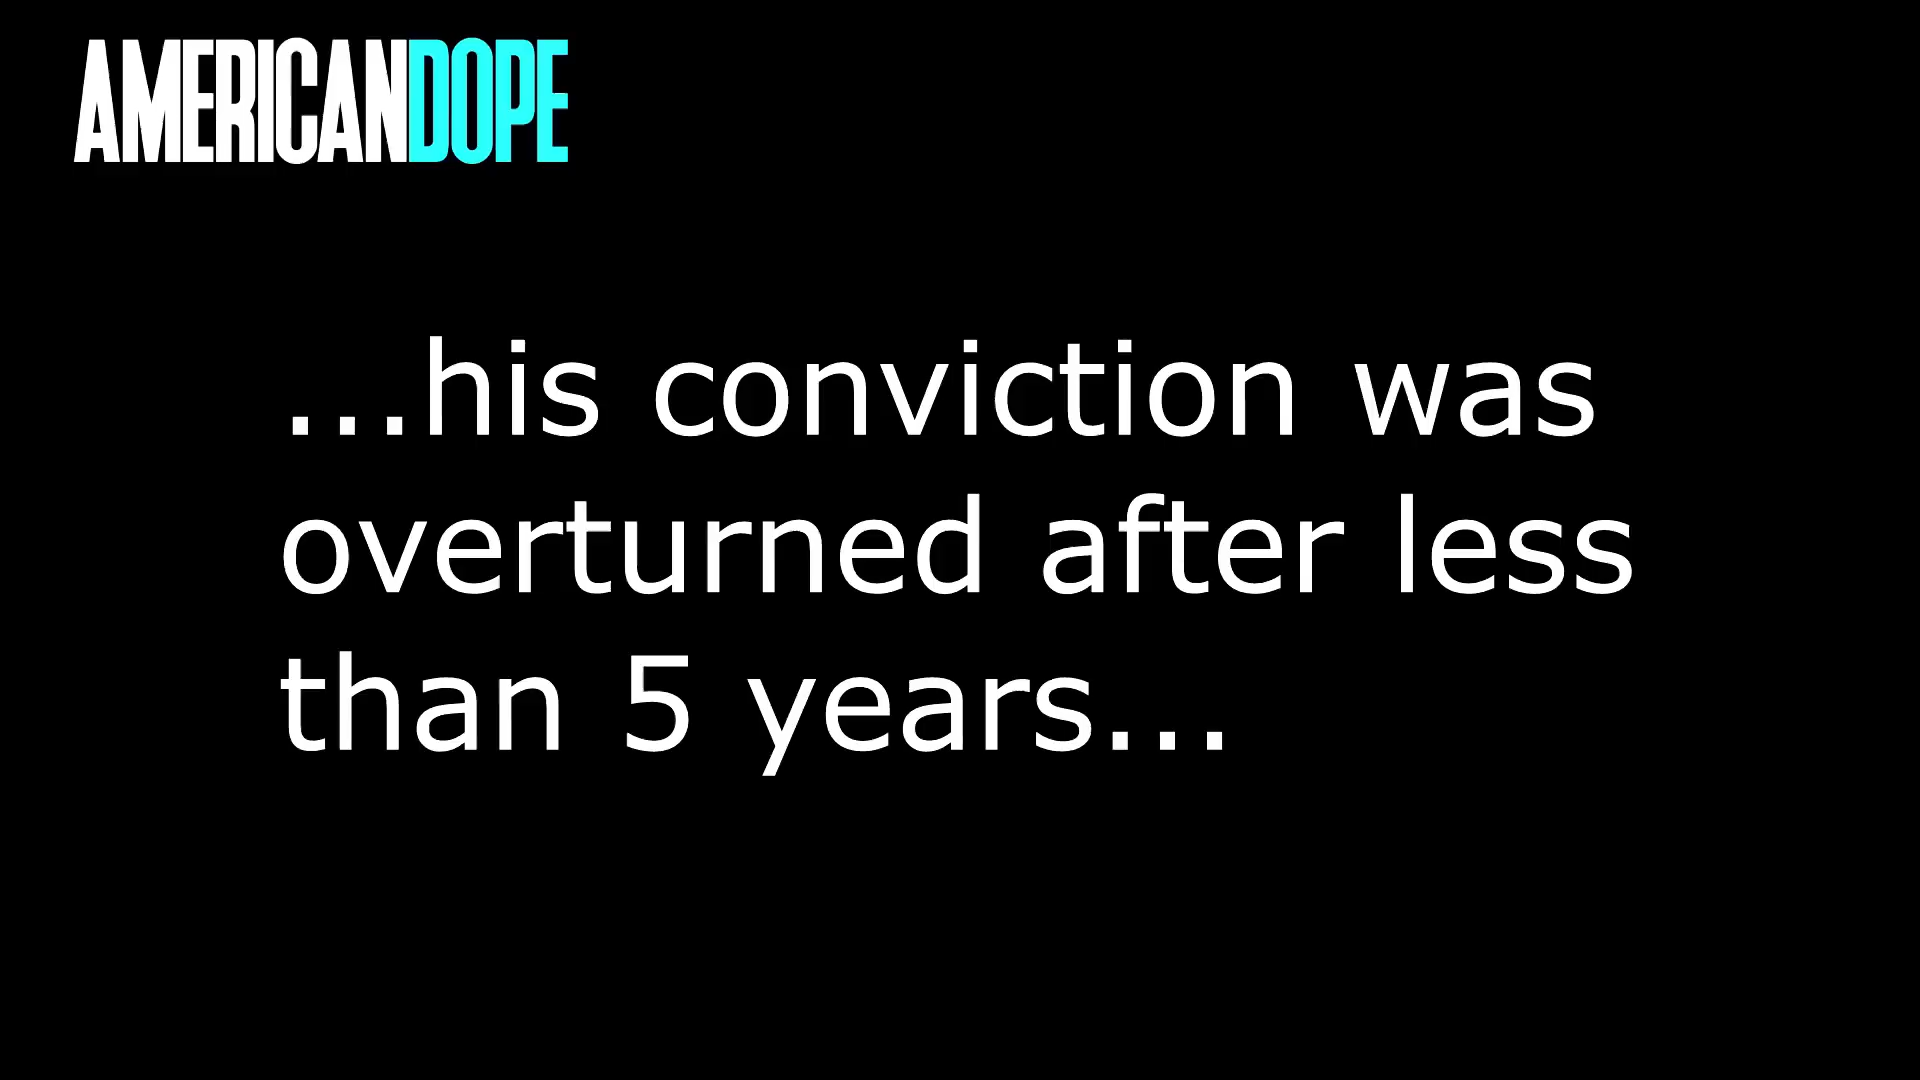 AMERICANDOPE
...his conviction was
overturned after less
than 5 years...